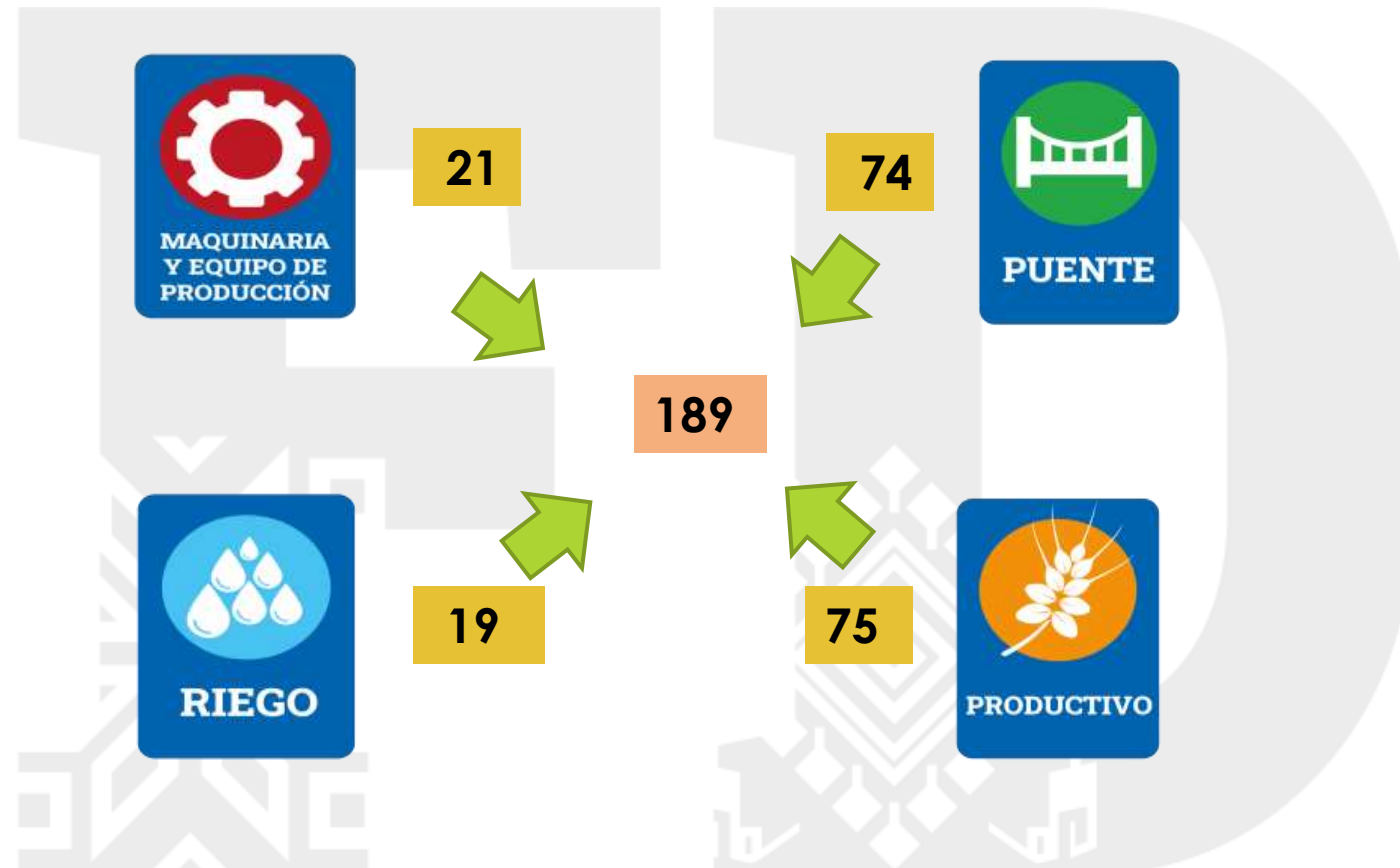 MAQUINARIA
Y EQUIPO DE
PRODUCCIÓN
21
74
PUENTE
189
RIEGO
19
75
PRODUCTIVO